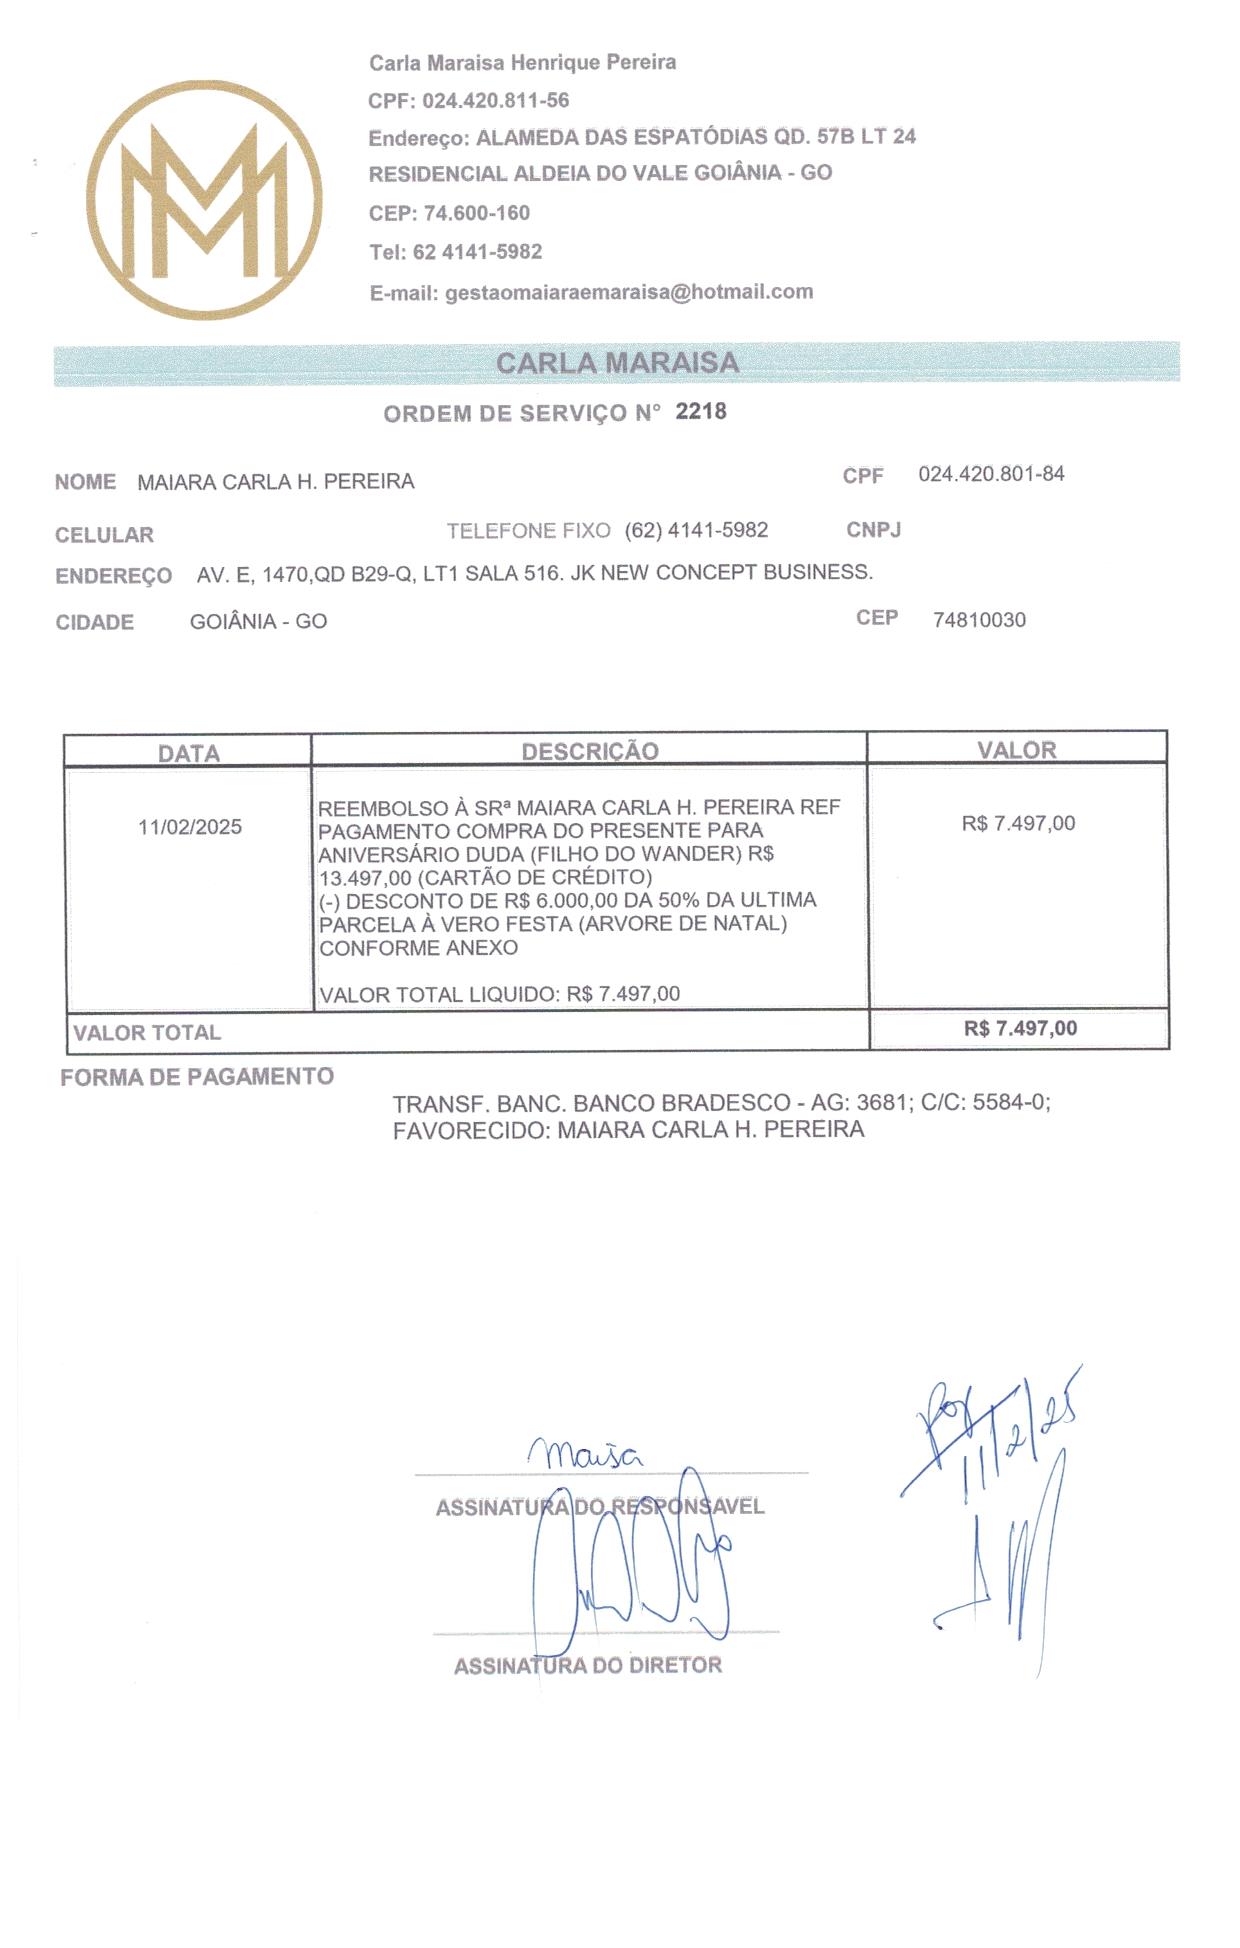 MM
Carla Maraisa Henrique Pereira
CPF: 024.420.811-56
Endereço: ALAMEDA DAS ESPATÓDIAS QD. 57B LT 24
RESIDENCIAL ALDEIA DO VALE GOIÂNIA - GO
CEP: 74.600-160
Tel: 62 4141-5982
E-mail: gestaomaiaraemaraisa@hotmail.com
CARLA MARAISA
ORDEM DE SERVIÇO N° 2218
NOME MAIARA CARLA H. PEREIRA CPF 024.420.801-84
CELULAR TELEFONE FIXO (62) 4141-5982 CNPJ
ENDEREÇO AV. E, 1470,QD B29-Q, LT1 SALA 516. JK NEW CONCEPT BUSINESS.
CIDADE GOIÂNIA - GO CEP 74810030
DATA DESCRIÇÃO VALOR
11/02/2025 R$ 7.497,00
REEMBOLSO À SRª MAIARA CARLA H. PEREIRA REF
PAGAMENTO COMPRA DO PRESENTE PARA
ANIVERSÁRIO DUDA (FILHO DO WANDER) R$
13.497,00 (CARTÃO DE CRÉDITO)
(-) DESCONTO DE R$ 6.000,00 DA 50% DA ULTIMA
PARCELA À VERO FESTA (ARVORE DE NATAL)
CONFORME ANEXO
VALOR TOTAL LIQUIDO: R$ 7.497,00
VALOR TOTAL R$ 7.497,00
FORMA DE PAGAMENTO
TRANSF. BANC. BANCO BRADESCO - AG: 3681; C/C: 5584-0;
FAVORECIDO: MAIARA CARLA H. PEREIRA
11/2/25
Maisa
ASSINATURA DO RESPONSAVEL
ASSINATURA DO DIRETOR